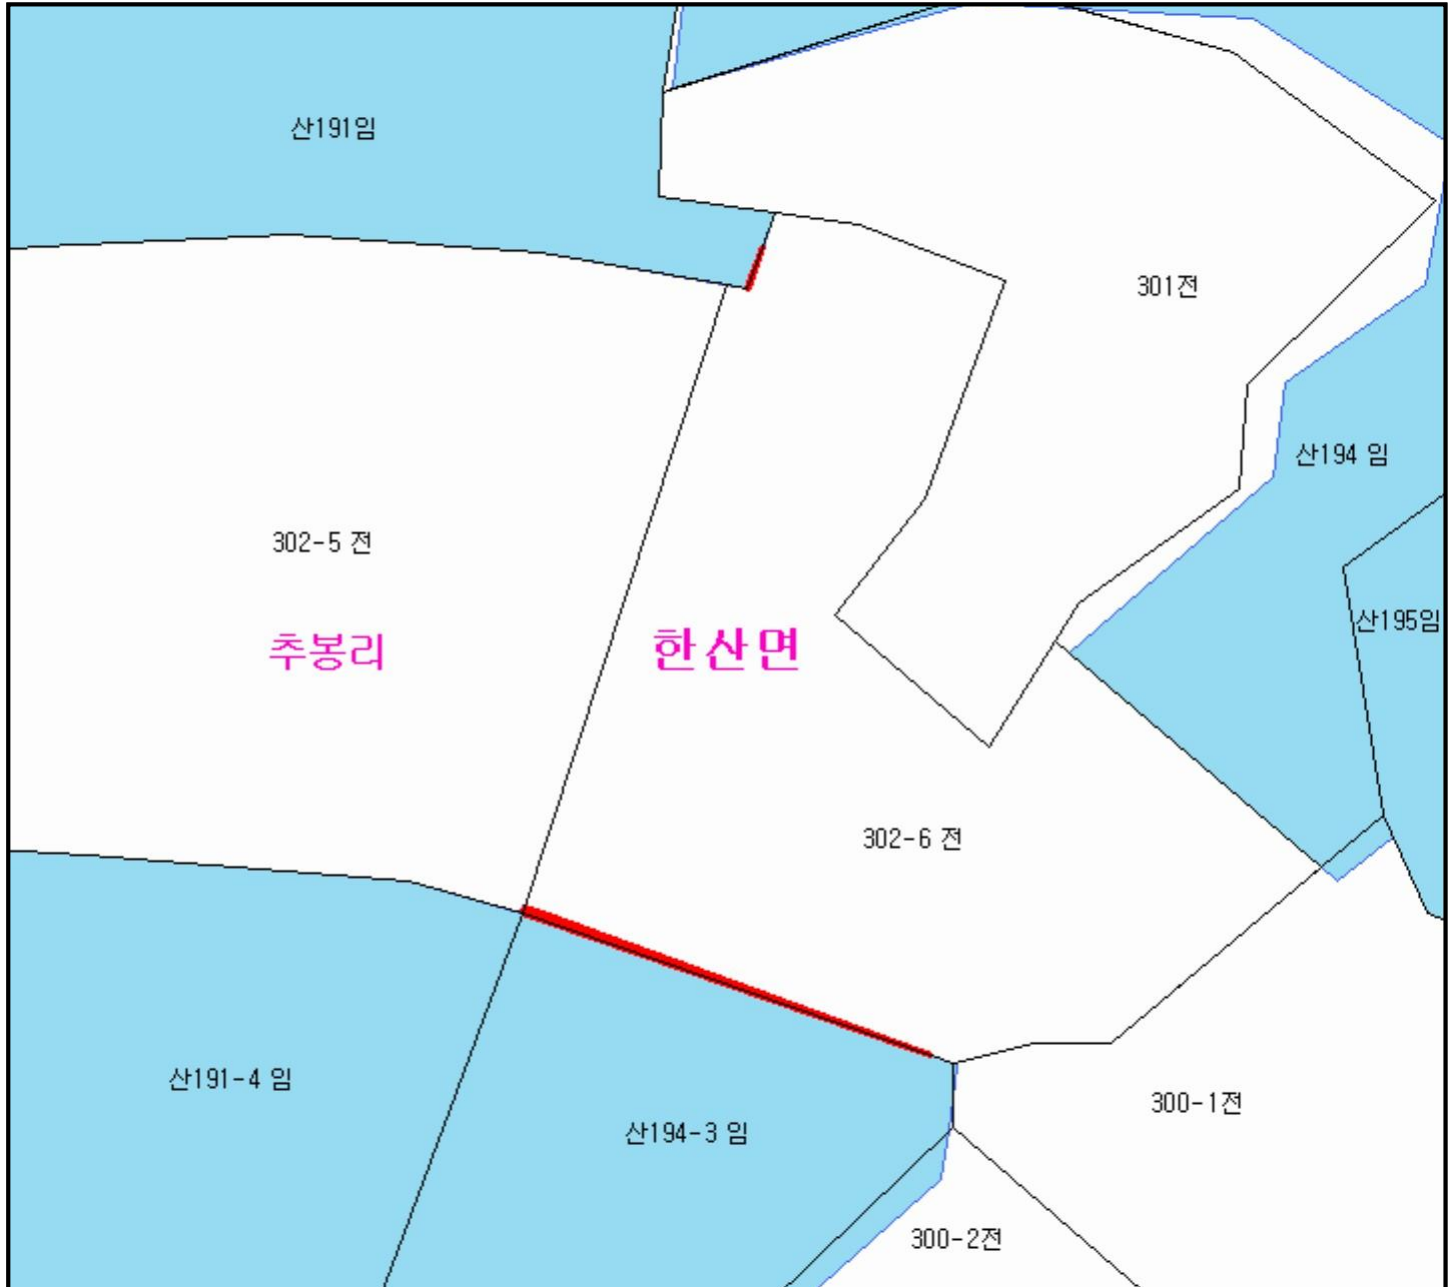 산191임
301전
산194 임
302-5 전
산195임
추봉리
한산면
302-6 전
산191-4 임
300-1전
산194-3 임
300-2전